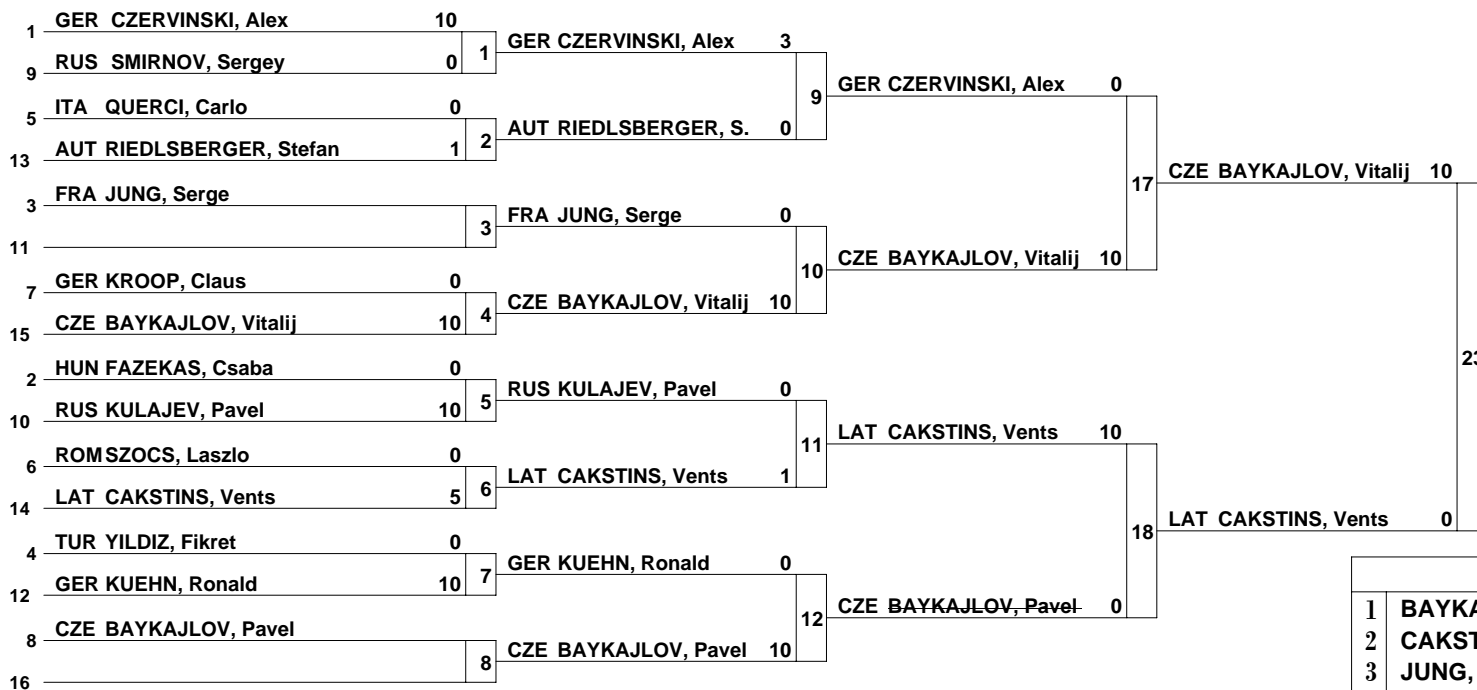 1 GER CZERVINSKI, Alex 10
9 RUS SMIRNOV, Sergey 0
1
5 ITA QUERCI, Carlo 0
13 AUT RIEDLSBERGER, Stefan 1
2
3 FRA JUNG, Serge
11
3
7 GER KROOP, Claus 0
15 CZE BAYKAJLOV, Vitalij 10
4
2 HUN FAZEKAS, Csaba 0
10 RUS KULAJEV, Pavel 10
5
6 ROM SZOCS, Laszlo 0
14 LAT CAKSTINS, Vents 5
6
4 TUR YILDIZ, Fikret 0
12 GER KUEHN, Ronald 10
7
8 CZE BAYKAJLOV, Pavel
16
8
GER CZERVINSKI, Alex 3
AUT RIEDLSBERGER, S. 0
9
FRA JUNG, Serge 0
CZE BAYKAJLOV, Vitalij 10
10
RUS KULAJEV, Pavel 0
LAT CAKSTINS, Vents 1
11
GER KUEHN, Ronald 0
CZE BAYKAJLOV, Pavel 10
12
GER CZERVINSKI, Alex 0
CZE BAYKAJLOV, Vitalij 10
17
LAT CAKSTINS, Vents 10
CZE BAYKAJLOV, Pavel 0
18
CZE BAYKAJLOV, Vitalij 10
LAT CAKSTINS, Vents 0
23
1 BAYKA
2 CAKST
3 JUNG,